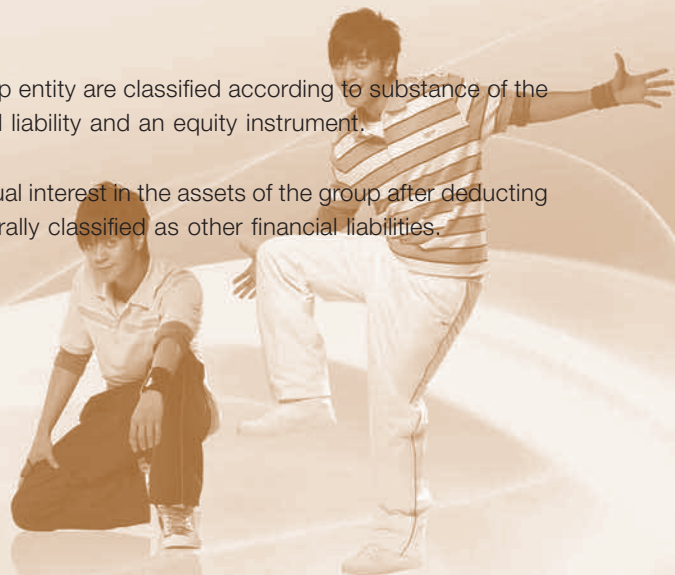 p entity are classified according to substance of the
l liability and an equity instrument.
ual interest in the assets of the group after deducting
rally classified as other financial liabilities.